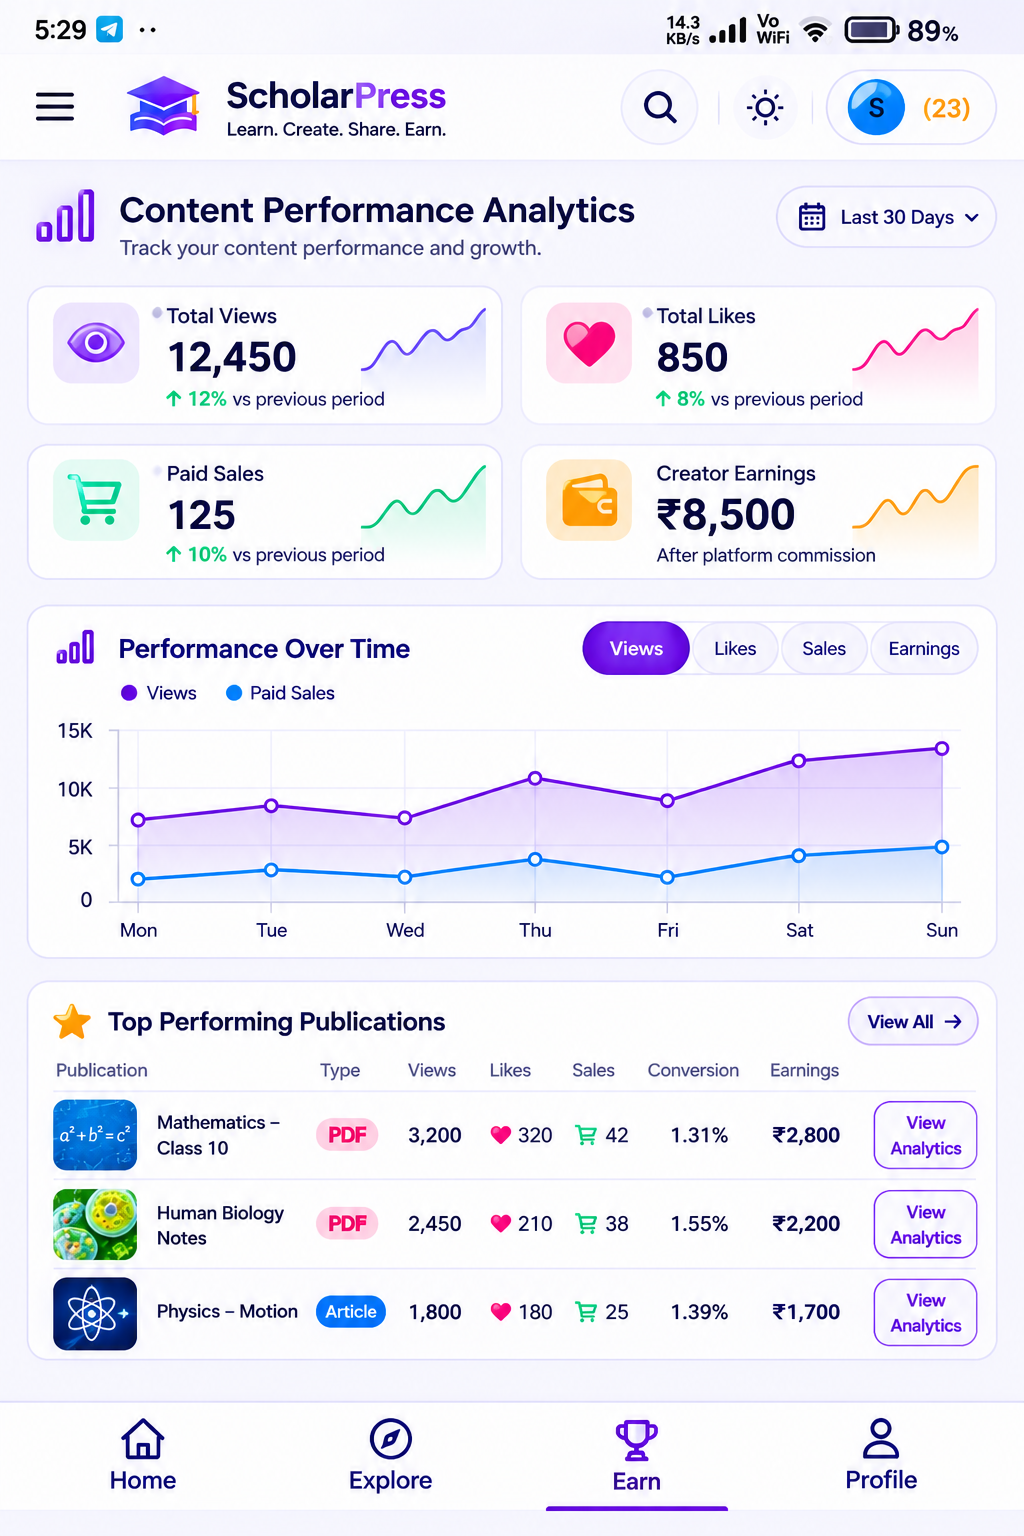 5:29
14.3 KB/s
Vo WiFi
89%
ScholarPress
Learn. Create. Share. Earn.
S
(23)
Content Performance Analytics
Track your content performance and growth.
Last 30 Days
Total Views
12,450
↑ 12% vs previous period
Total Likes
850
↑ 8% vs previous period
Paid Sales
125
↑ 10% vs previous period
Creator Earnings
₹8,500
After platform commission
Performance Over Time
Views Likes Sales Earnings
Views Paid Sales
15K
10K
5K
0
Mon Tue Wed Thu Fri Sat Sun
Top Performing Publications
View All →
Publication Type Views Likes Sales Conversion Earnings
a²+b²=c²
Mathematics – Class 10
PDF 3,200 320 42 1.31% ₹2,800
View Analytics
Human Biology Notes
PDF 2,450 210 38 1.55% ₹2,200
View Analytics
Physics – Motion
Article 1,800 180 25 1.39% ₹1,700
View Analytics
Home Explore Earn Profile